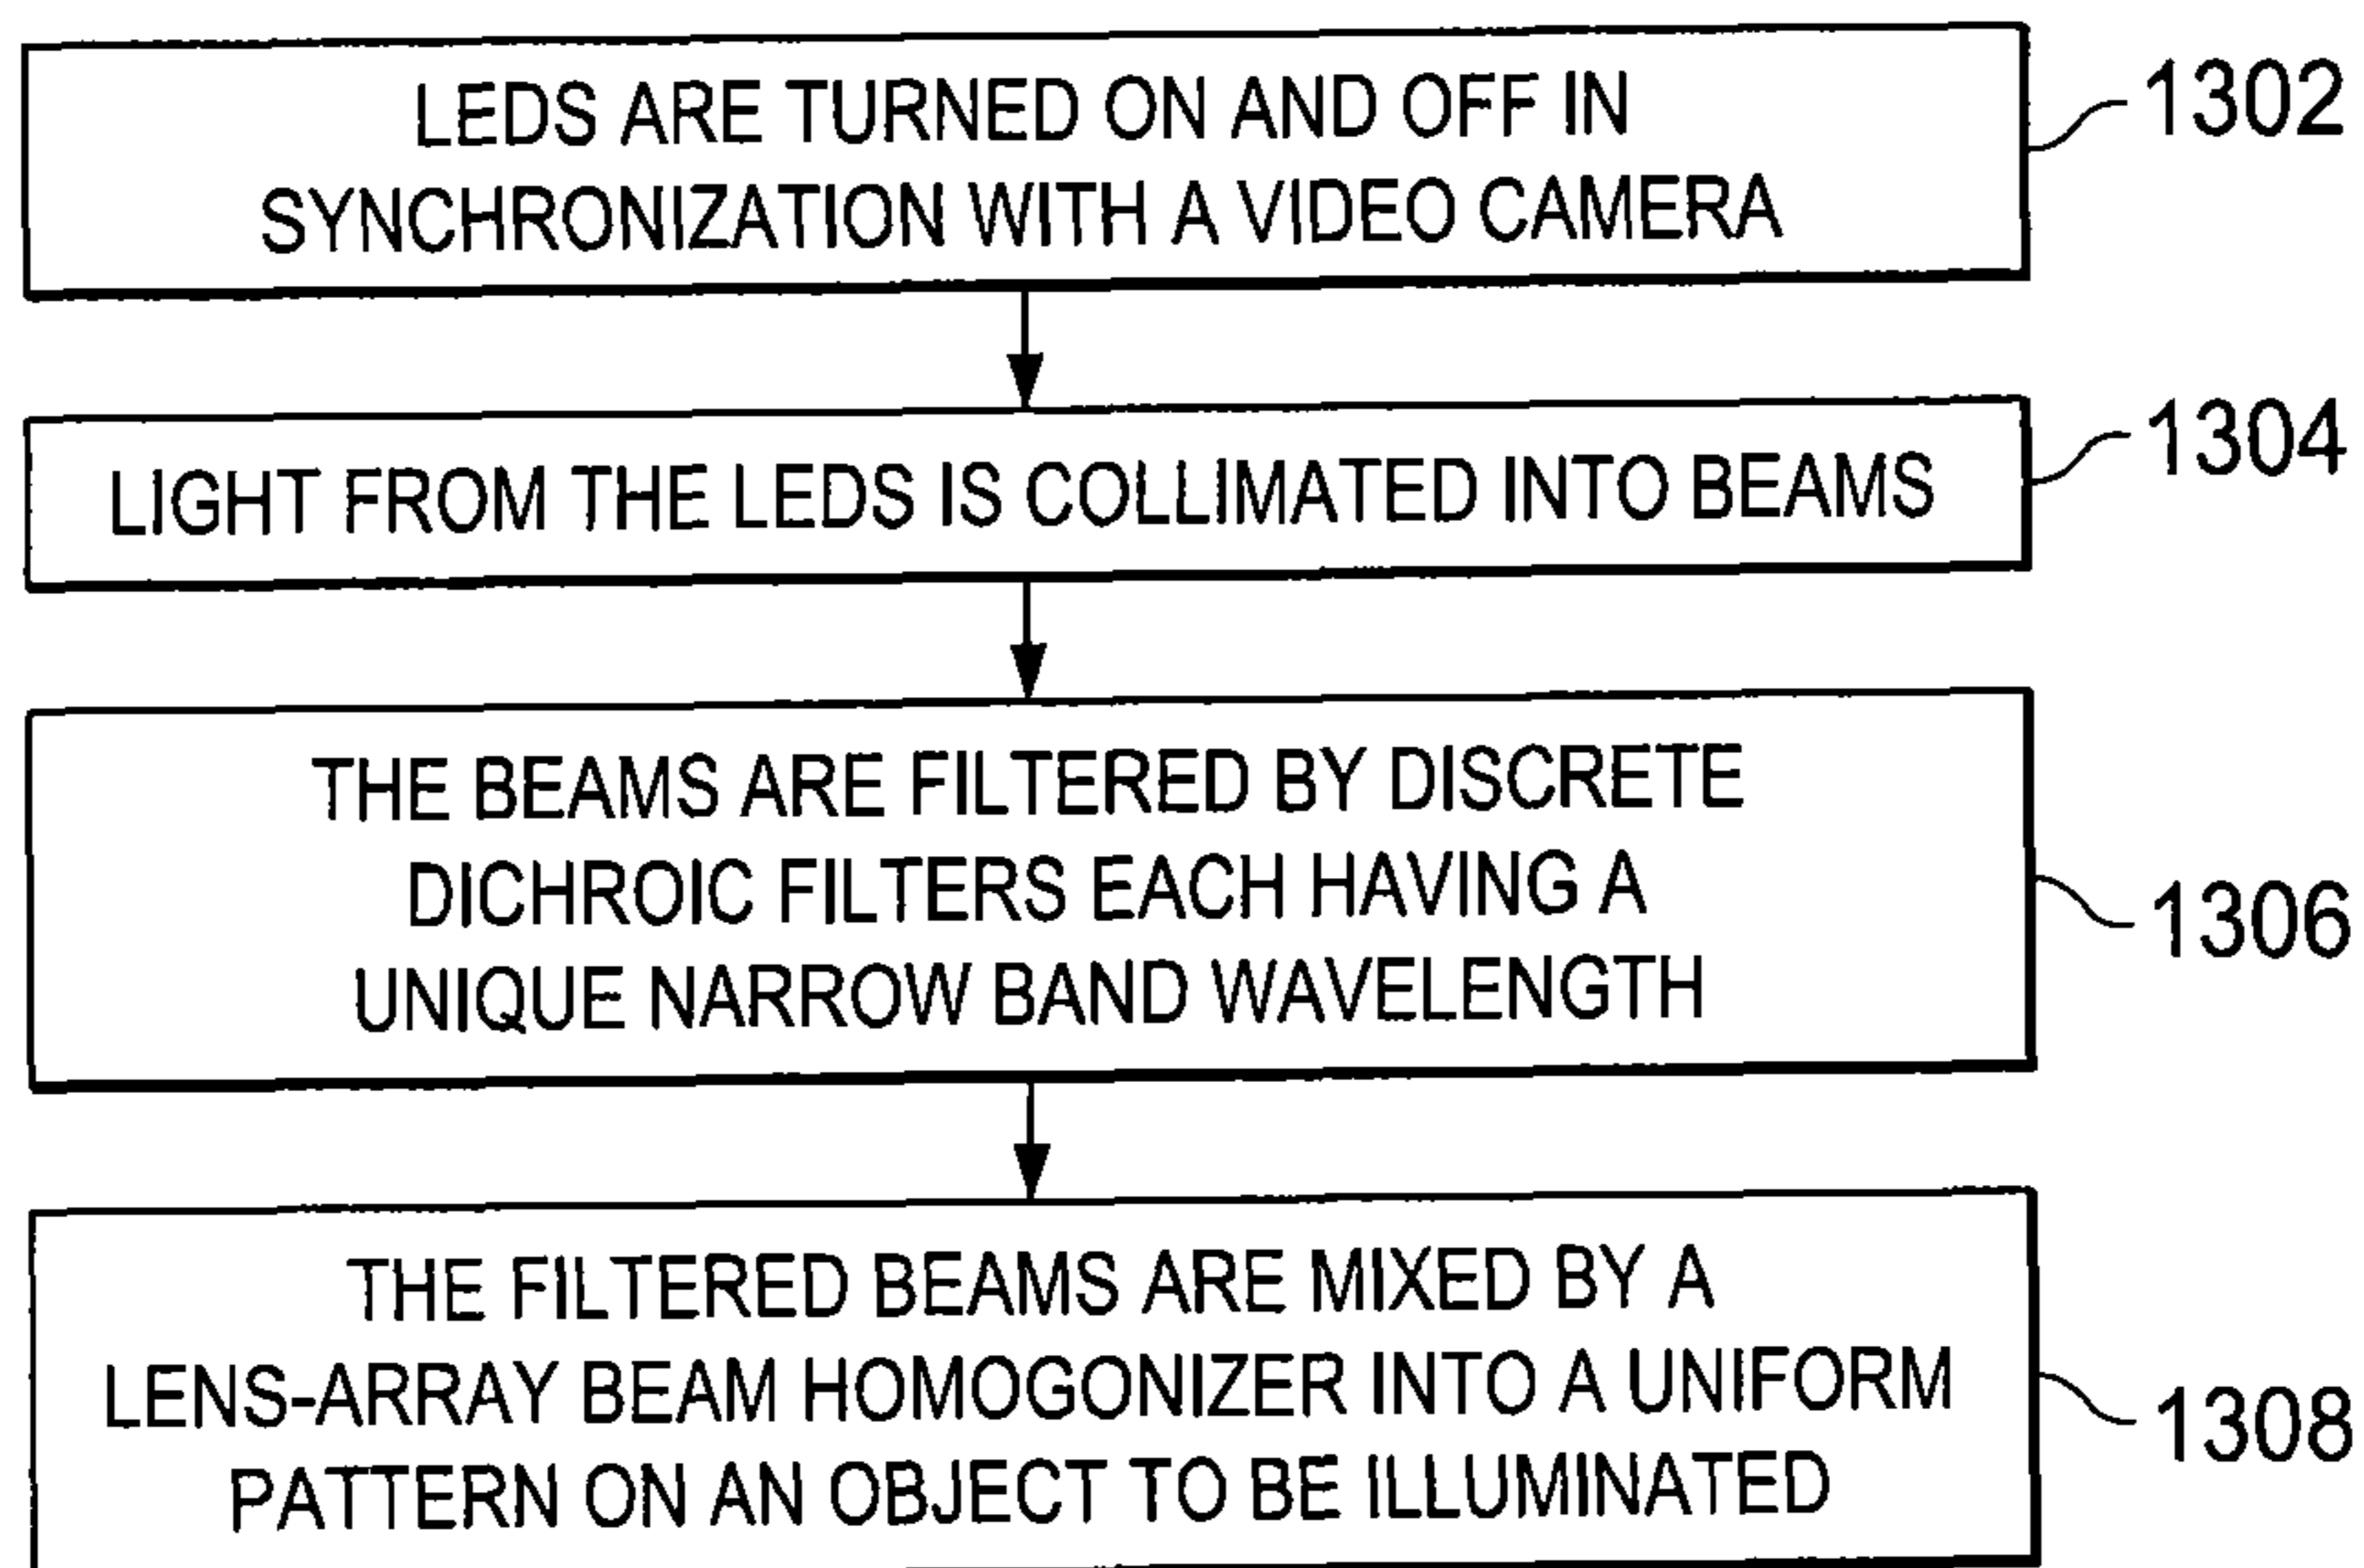 LEDS ARE TURNED ON AND OFF IN
SYNCHRONIZATION WITH A VIDEO CAMERA
1302
LIGHT FROM THE LEDS IS COLLIMATED INTO BEAMS
1304
THE BEAMS ARE FILTERED BY DISCRETE
DICHROIC FILTERS EACH HAVING A
UNIQUE NARROW BAND WAVELENGTH
1306
THE FILTERED BEAMS ARE MIXED BY A
LENS-ARRAY BEAM HOMOGONIZER INTO A UNIFORM
PATTERN ON AN OBJECT TO BE ILLUMINATED
1308